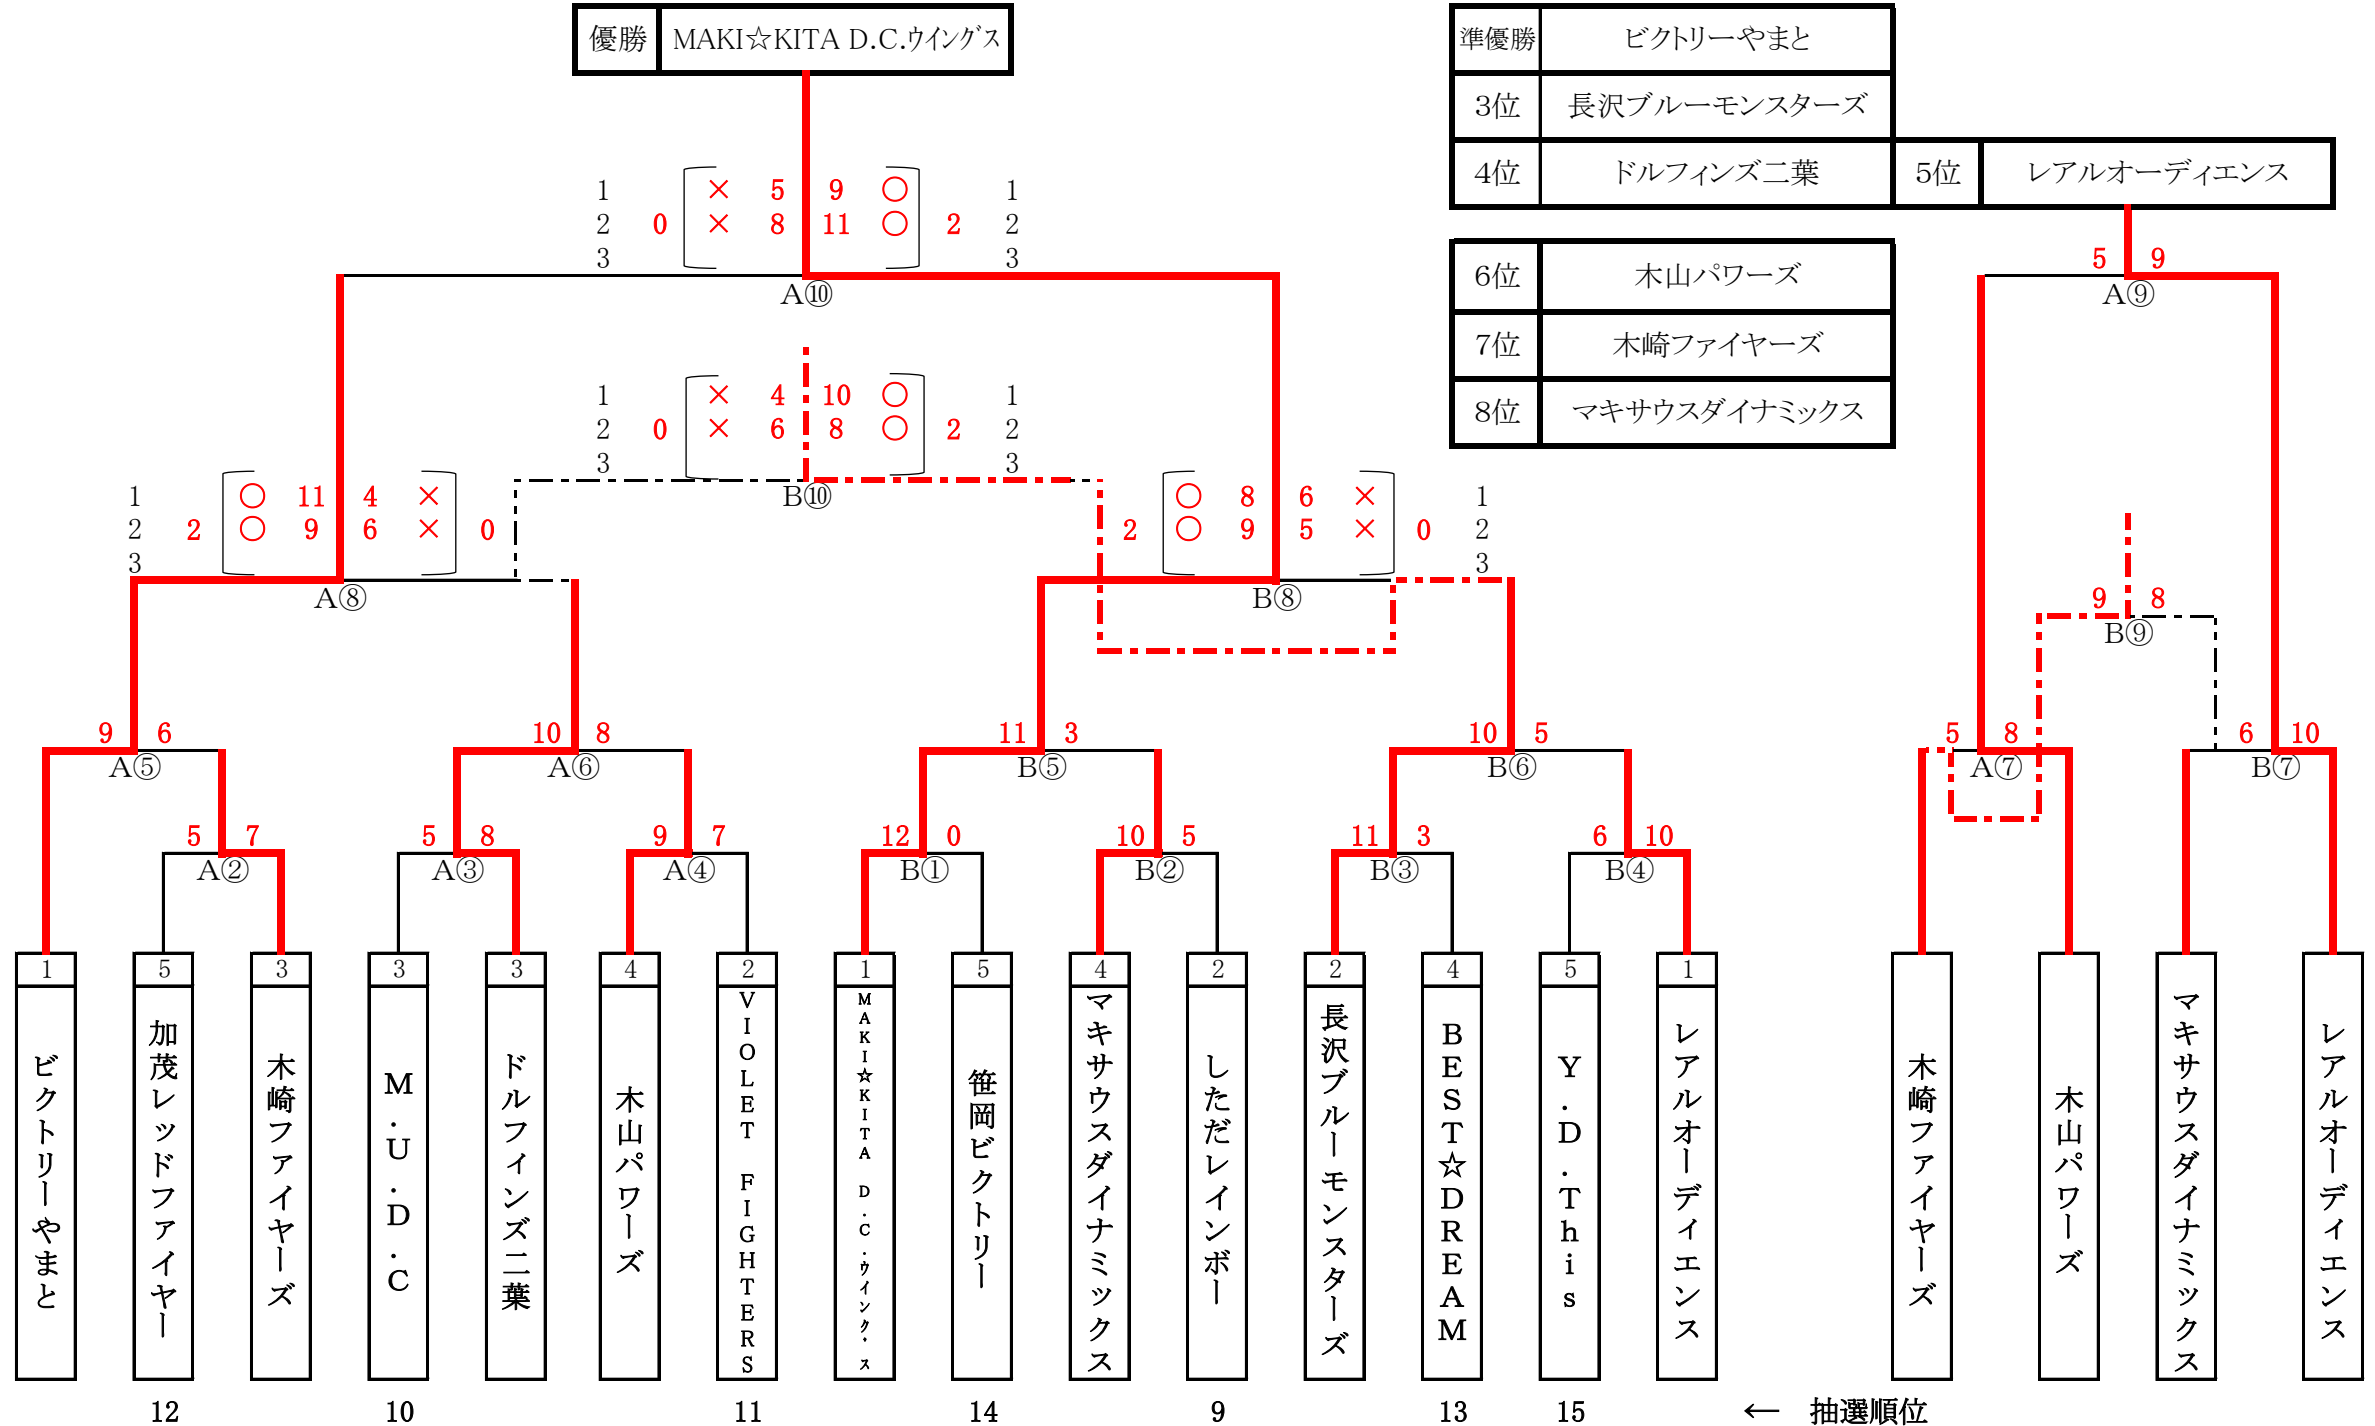 優勝 MAKI☆KITA D.C.ｳｲﾝｸﾞｽ
準優勝 ビクトリーやまと
3位 長沢ブルーモンスターズ
4位 ドルフィンズ二葉 5位 レアルオーディエンス
6位 木山パワーズ
7位 木崎ファイヤーズ
8位 マキサウスダイナミックス
1 × 5 9 ○ 1
2 0 × 8 11 ○ 2 2
3 3
A⑩
5 9
A⑨
1 × 4 10 ○ 1
2 0 × 6 8 ○ 2 2
3 3
B⑩
1 ○ 11 4 ×
2 2 ○ 9 6 × 0
3
A⑧
○ 8 6 × 1
2 ○ 9 5 × 0 2
3
B⑧
9 8
B⑨
9 6
A⑤
10 8
A⑥
11 3
B⑤
10 5
B⑥
5 8
A⑦
6 10
B⑦
5 7
A②
5 8
A③
9 7
A④
12 0
B①
10 5
B②
11 3
B③
6 10
B④
1 ビクトリーやまと
5 加茂レッドファイヤー
3 木崎ファイヤーズ
3 M.U.D.C
3 ドルフィンズ二葉
4 木山パワーズ
2 VIOLET FIGHTERS
1 MAKI☆KITA D.C.ｳｲﾝｸﾞｽ
5 笹岡ビクトリー
4 マキサウスダイナミックス
2 しただレインボー
2 長沢ブルーモンスターズ
4 BEST☆DREAM
5 Y.D.This
1 レアルオーディエンス
木崎ファイヤーズ
木山パワーズ
マキサウスダイナミックス
レアルオーディエンス
12 10 11 14 9 13 15 ← 抽選順位